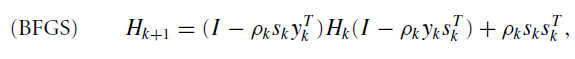 (BFGS) H_{k+1} = (I − ρ_k s_k y_k^T) H_k (I − ρ_k y_k s_k^T) + ρ_k s_k s_k^T,